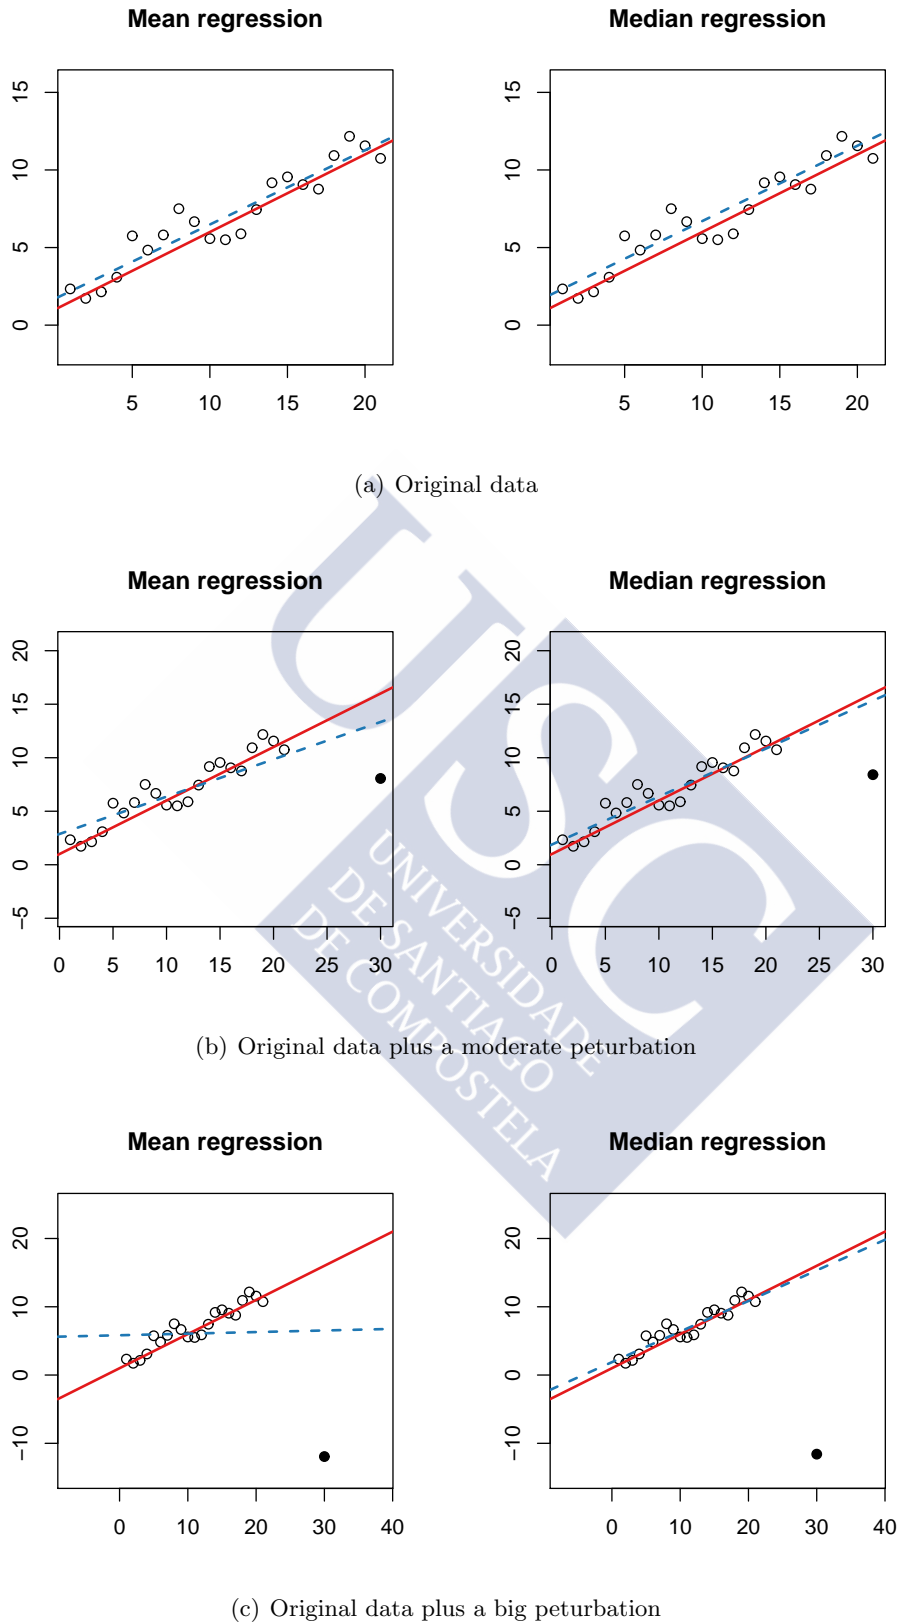 Mean regression
Median regression
0 5 10 15
5 10 15 20
0 5 10 15
5 10 15 20
(a) Original data
Mean regression
Median regression
−5 0 5 10 15 20
0 5 10 15 20 25 30
−5 0 5 10 15 20
0 5 10 15 20 25 30
(b) Original data plus a moderate peturbation
Mean regression
Median regression
−10 0 10 20
0 10 20 30 40
−10 0 10 20
0 10 20 30 40
(c) Original data plus a big peturbation
USC
UNIVERSIDADE
DE SANTIAGO
DE COMPOSTELA